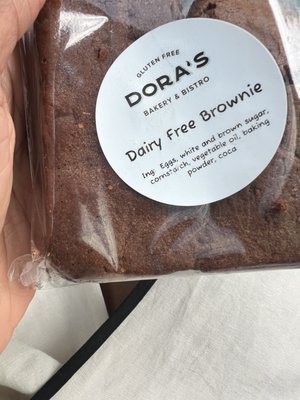 GLUTEN FREE
DORA'S
BAKERY & BISTRO
Dairy Free Brownie
Ing: Eggs, white and brown sugar,
cornstarch, vegetable oil, baking
powder, coca